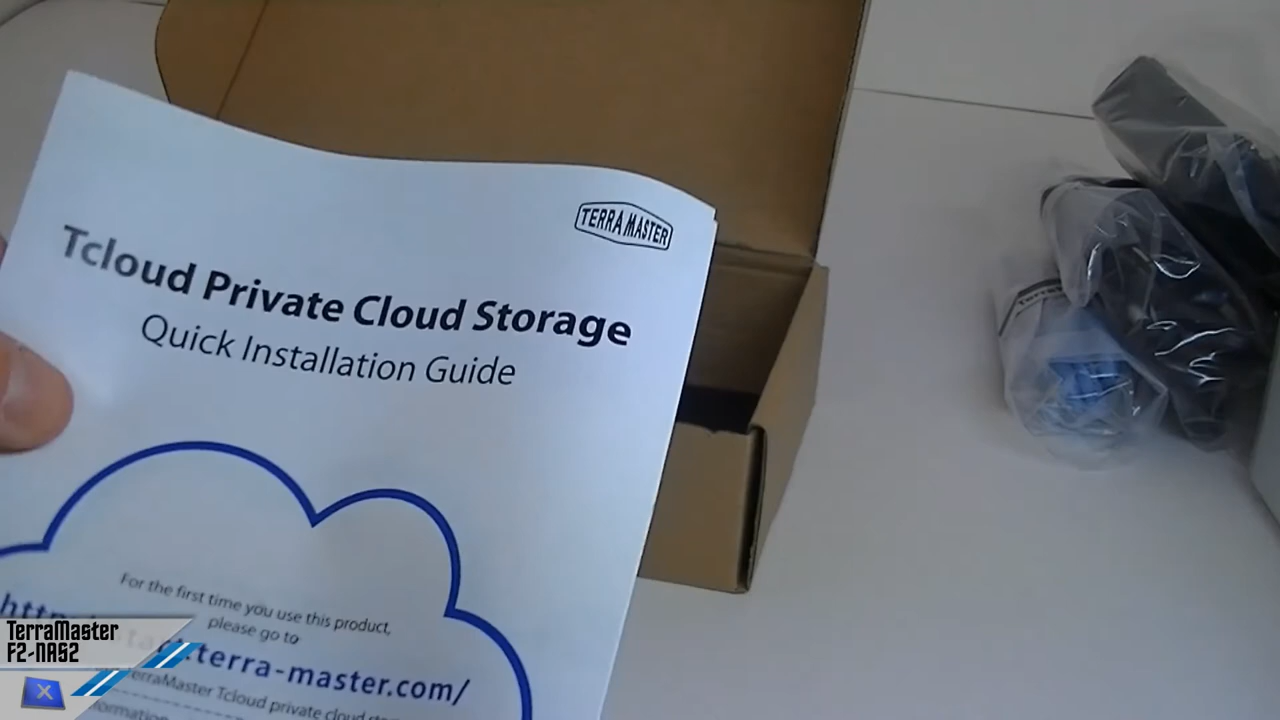 TERRA MASTER
Tcloud Private Cloud Storage
Quick Installation Guide
For the first time you use this product,
please go to
.terra-master.com/
TerraMaster Tcloud private cloud
TerraMaster
F2-NAS2